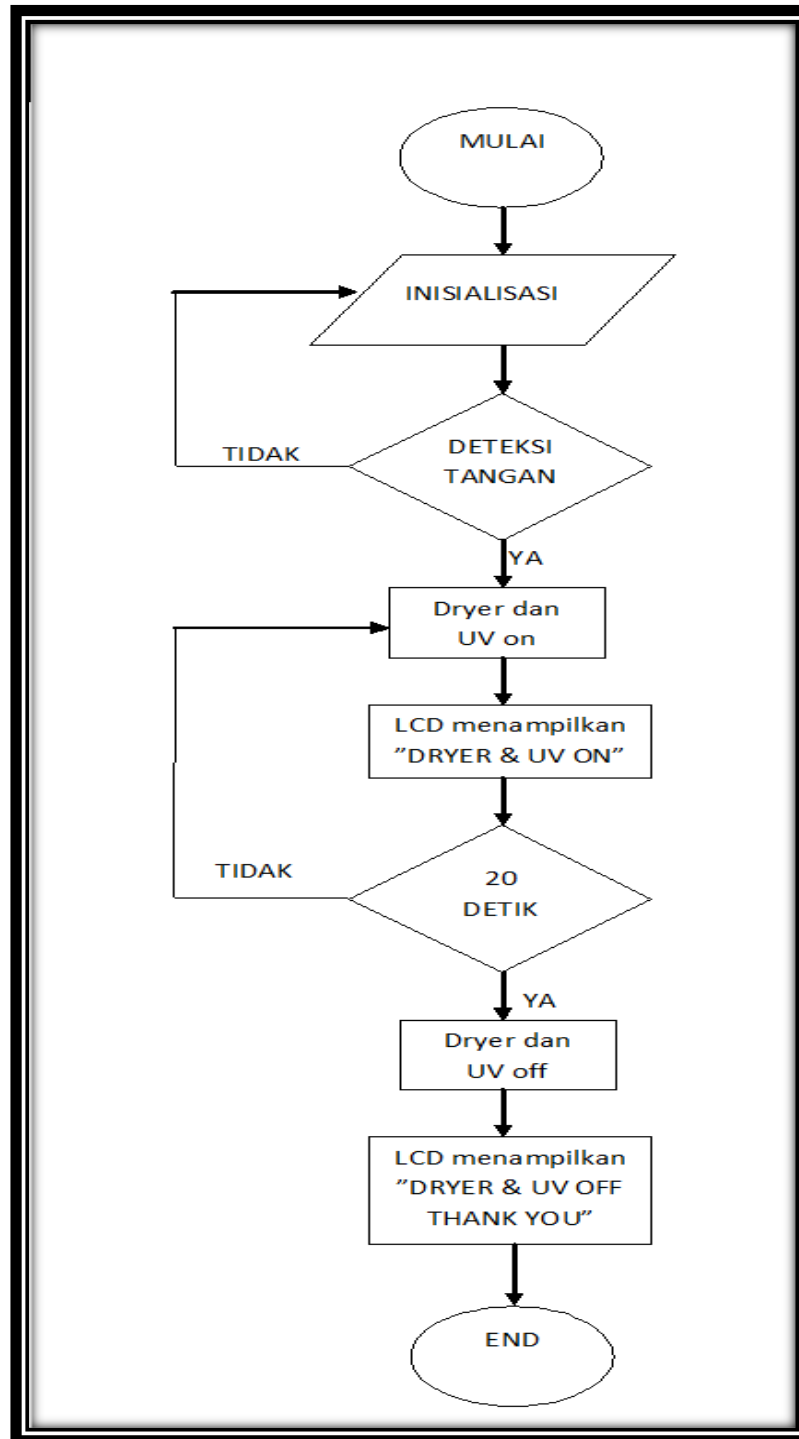 MULAI
INISIALISASI
DETEKSI
TANGAN
TIDAK
YA
Dryer dan
UV on
LCD menampilkan
”DRYER & UV ON”
20
DETIK
TIDAK
YA
Dryer dan
UV off
LCD menampilkan
”DRYER & UV OFF
THANK YOU”
END